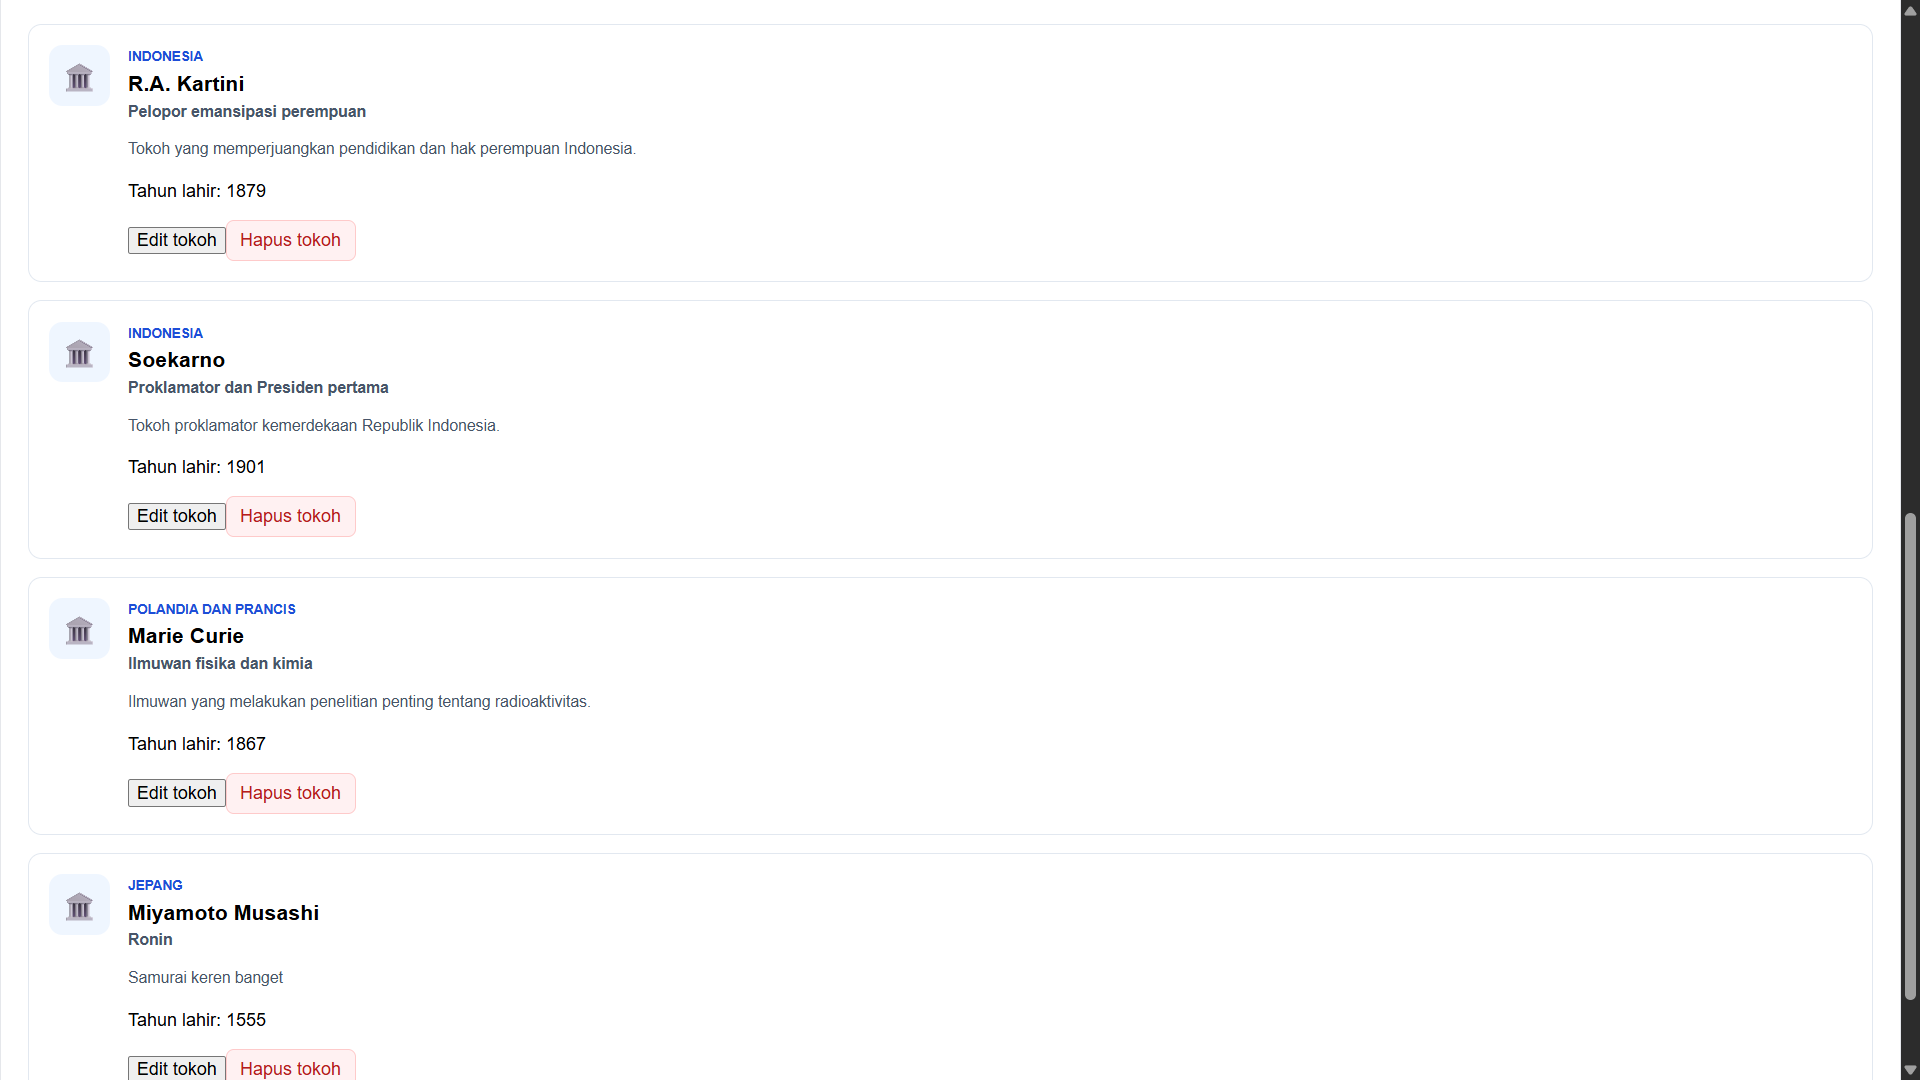 INDONESIA
R.A. Kartini
Pelopor emansipasi perempuan
Tokoh yang memperjuangkan pendidikan dan hak perempuan Indonesia.
Tahun lahir: 1879
Edit tokoh Hapus tokoh
INDONESIA
Soekarno
Proklamator dan Presiden pertama
Tokoh proklamator kemerdekaan Republik Indonesia.
Tahun lahir: 1901
Edit tokoh Hapus tokoh
POLANDIA DAN PRANCIS
Marie Curie
Ilmuwan fisika dan kimia
Ilmuwan yang melakukan penelitian penting tentang radioaktivitas.
Tahun lahir: 1867
Edit tokoh Hapus tokoh
JEPANG
Miyamoto Musashi
Ronin
Samurai keren banget
Tahun lahir: 1555
Edit tokoh Hapus tokoh